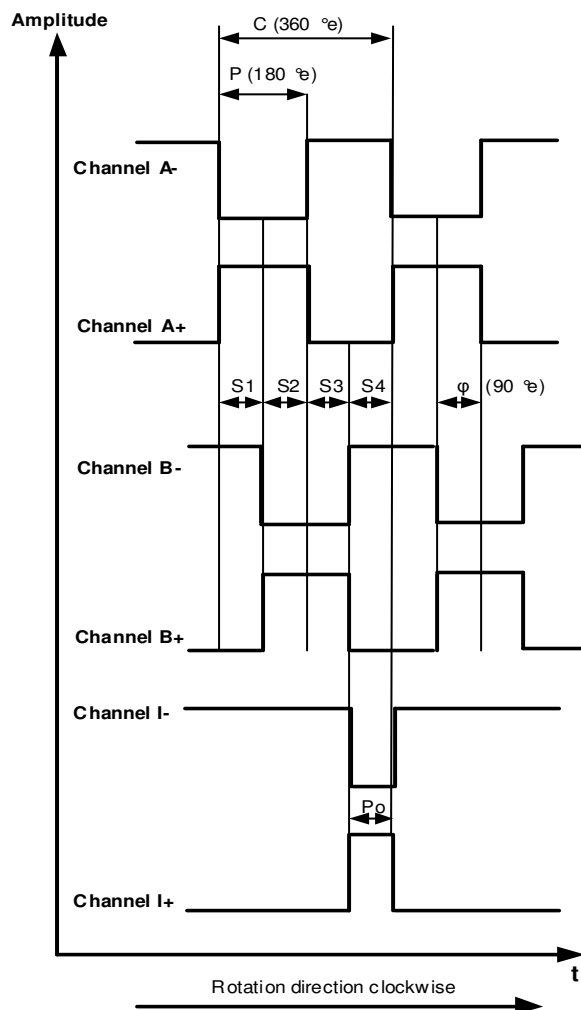 Amplitude
C (360 °e)
P (180 °e)
Channel A-
Channel A+
S1 S2 S3 S4 φ (90 °e)
Channel B-
Channel B+
Channel I-
Po
Channel I+
t
Rotation direction clockwise